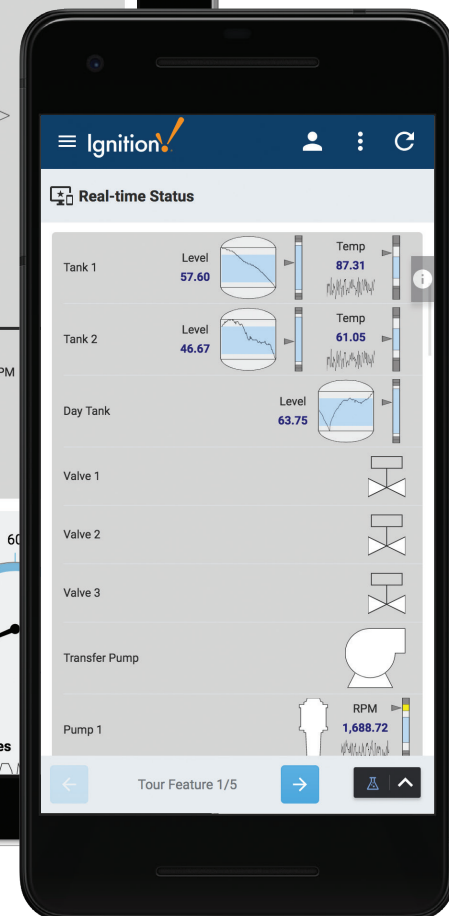 Ignition!
Real-time Status
Tank 1
Level
57.60
Temp
87.31
Tank 2
Level
46.67
Temp
61.05
Day Tank
Level
63.75
Valve 1
Valve 2
Valve 3
Transfer Pump
Pump 1
RPM
1,688.72
Tour Feature 1/5
PM
60
es